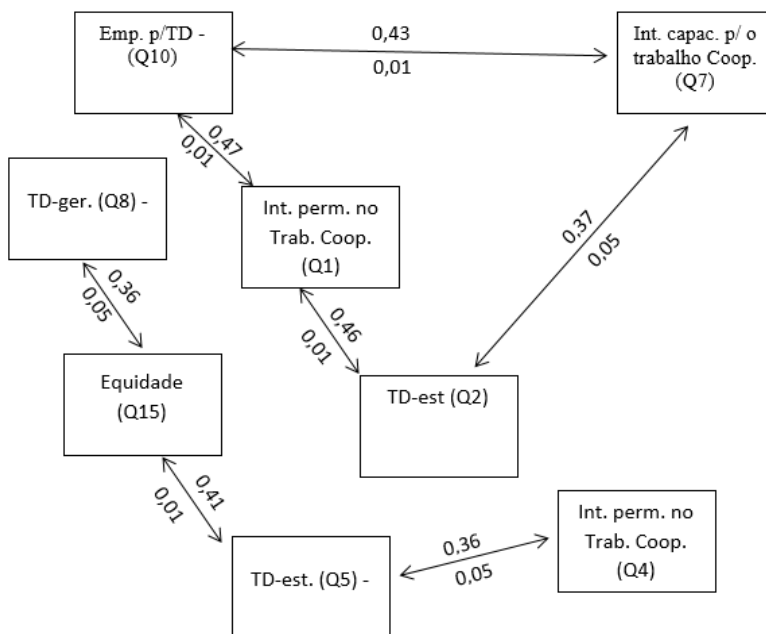 Emp. p/TD -
(Q10)
0,43
0,01
Int. capac. p/ o
trabalho Coop.
(Q7)
0,47
0,01
TD-ger. (Q8) -
Int. perm. no
Trab. Coop.
(Q1)
0,37
0,05
0,36
0,05
0,46
0,01
Equidade
(Q15)
TD-est (Q2)
0,41
0,01
Int. perm. no
Trab. Coop.
(Q4)
0,36
0,05
TD-est. (Q5) -